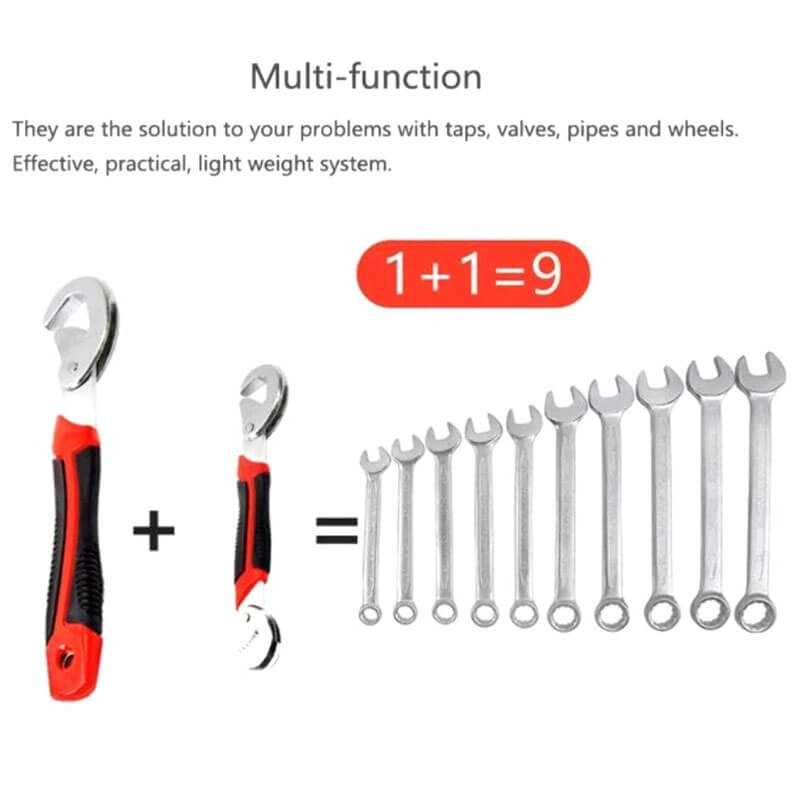 Multi-function
They are the solution to your problems with taps, valves, pipes and wheels.
Effective, practical, light weight system.
1+1=9
+
=